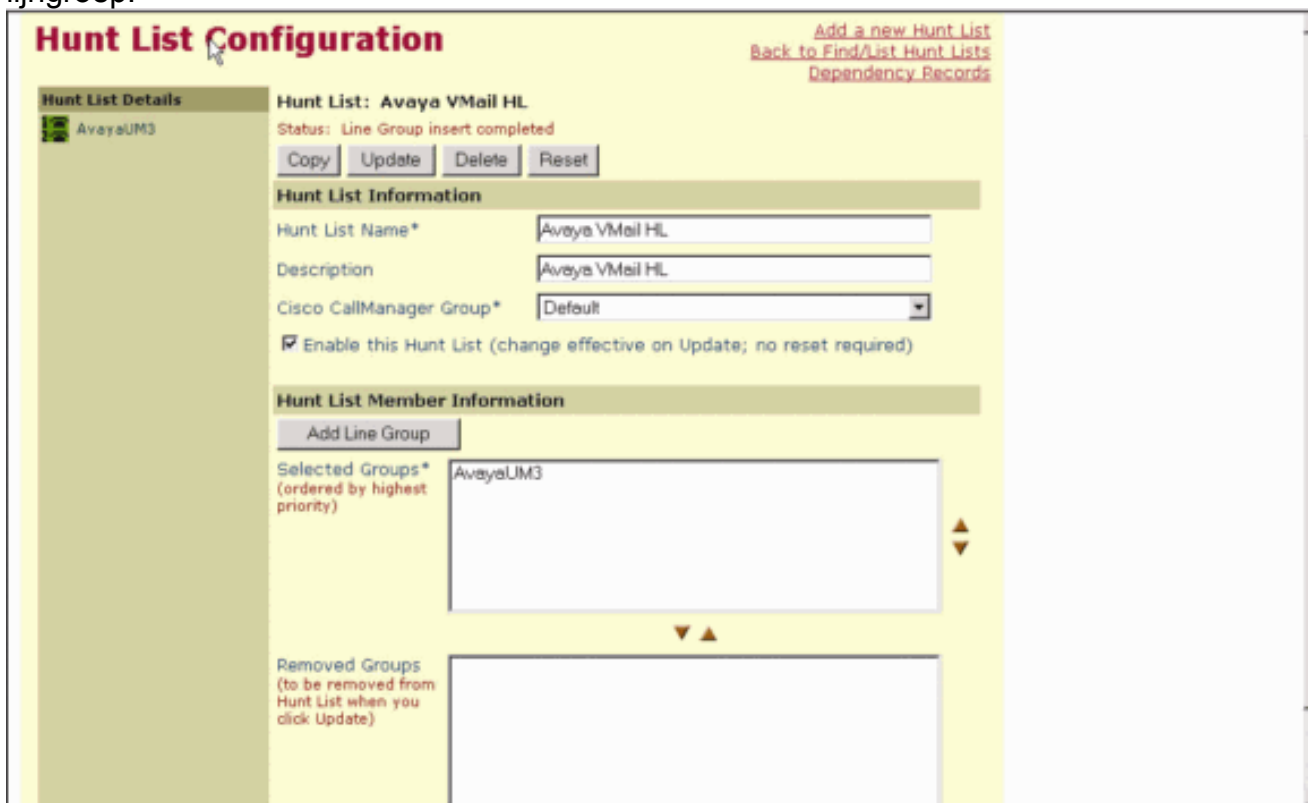 lijngroep.
Hunt List Configuration
Add a new Hunt List
Back to Find/List Hunt Lists
Dependency Records
Hunt List Details
AvayaUM3
Hunt List: Avaya VMail HL
Status: Line Group insert completed
Copy Update Delete Reset
Hunt List Information
Hunt List Name* Avaya VMail HL
Description Avaya VMail HL
Cisco CallManager Group* Default
Enable this Hunt List (change effective on Update; no reset required)
Hunt List Member Information
Add Line Group
Selected Groups*
(ordered by highest
priority)
AvayaUM3
Removed Groups
(to be removed from
Hunt List when you
click Update)